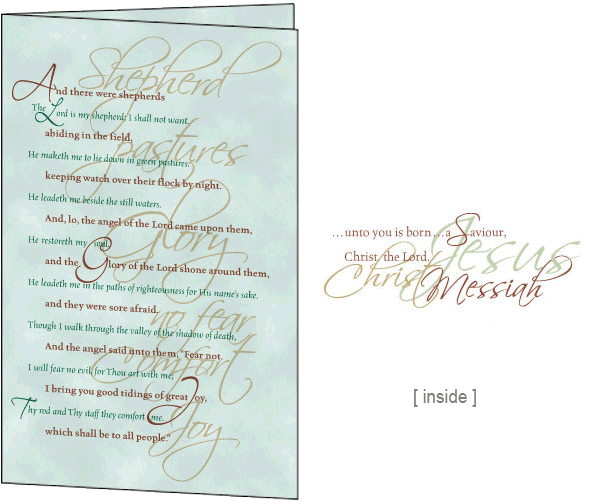 Shepherd
And there were shepherds
The Lord is my shepherd; I shall not want,
abiding in the field,
pastures
He maketh me to lie down in green pastures:
keeping watch over their flock by night.
He leadeth me beside the still waters.
And, lo, the angel of the Lord came upon them,
Glory
He restoreth my soul,
and the Glory of the Lord shone around them,
He leadeth me in the paths of righteousness for His name's sake.
and they were sore afraid,
no fear
Though I walk through the valley of the shadow of death,
And the angel said unto them, "Fear not.
Comfort
I will fear no evil, for Thou art with me;
I bring you good tidings of great Joy,
Thy rod and Thy staff they comfort me.
Joy
which shall be to all people."
...unto you is born...a Saviour,
Jesus
Christ, the Lord.
Christ Messiah
[ inside ]